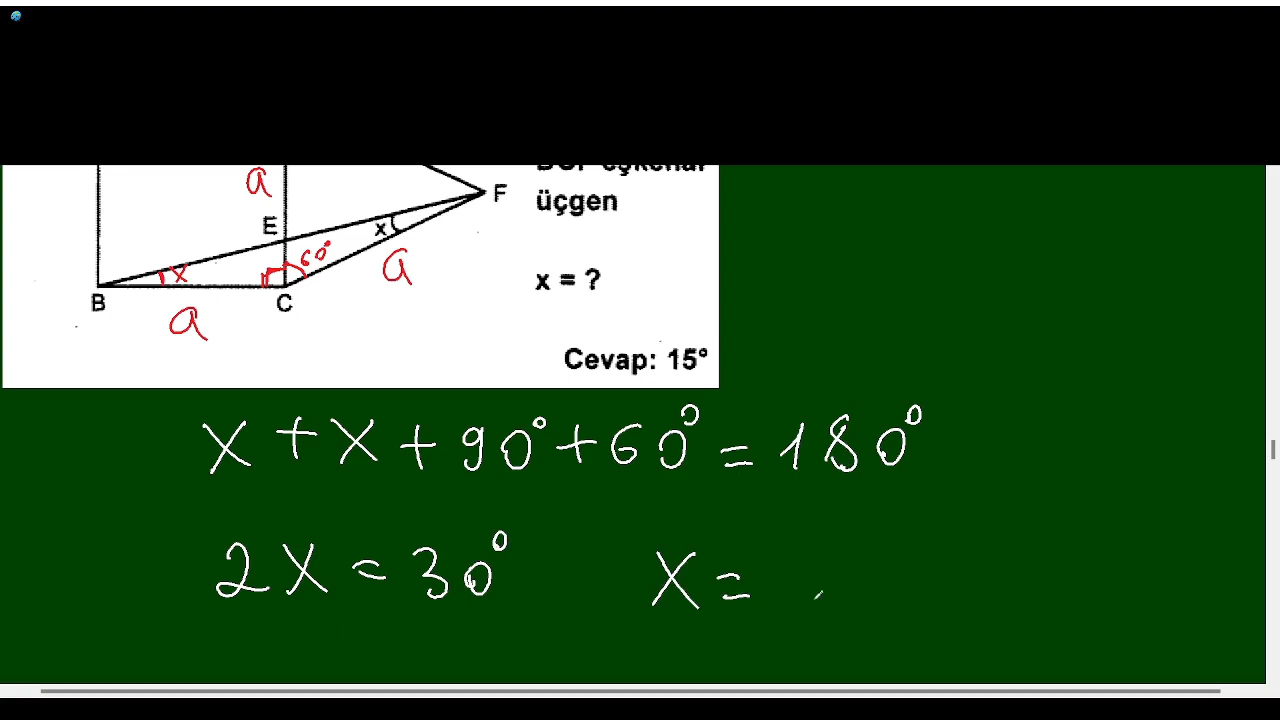 a
F
üçgen
E
x
60°
x
a
x = ?
B
C
a
Cevap: 15°
x + x + 90° + 60° = 180°
2x = 30° x =